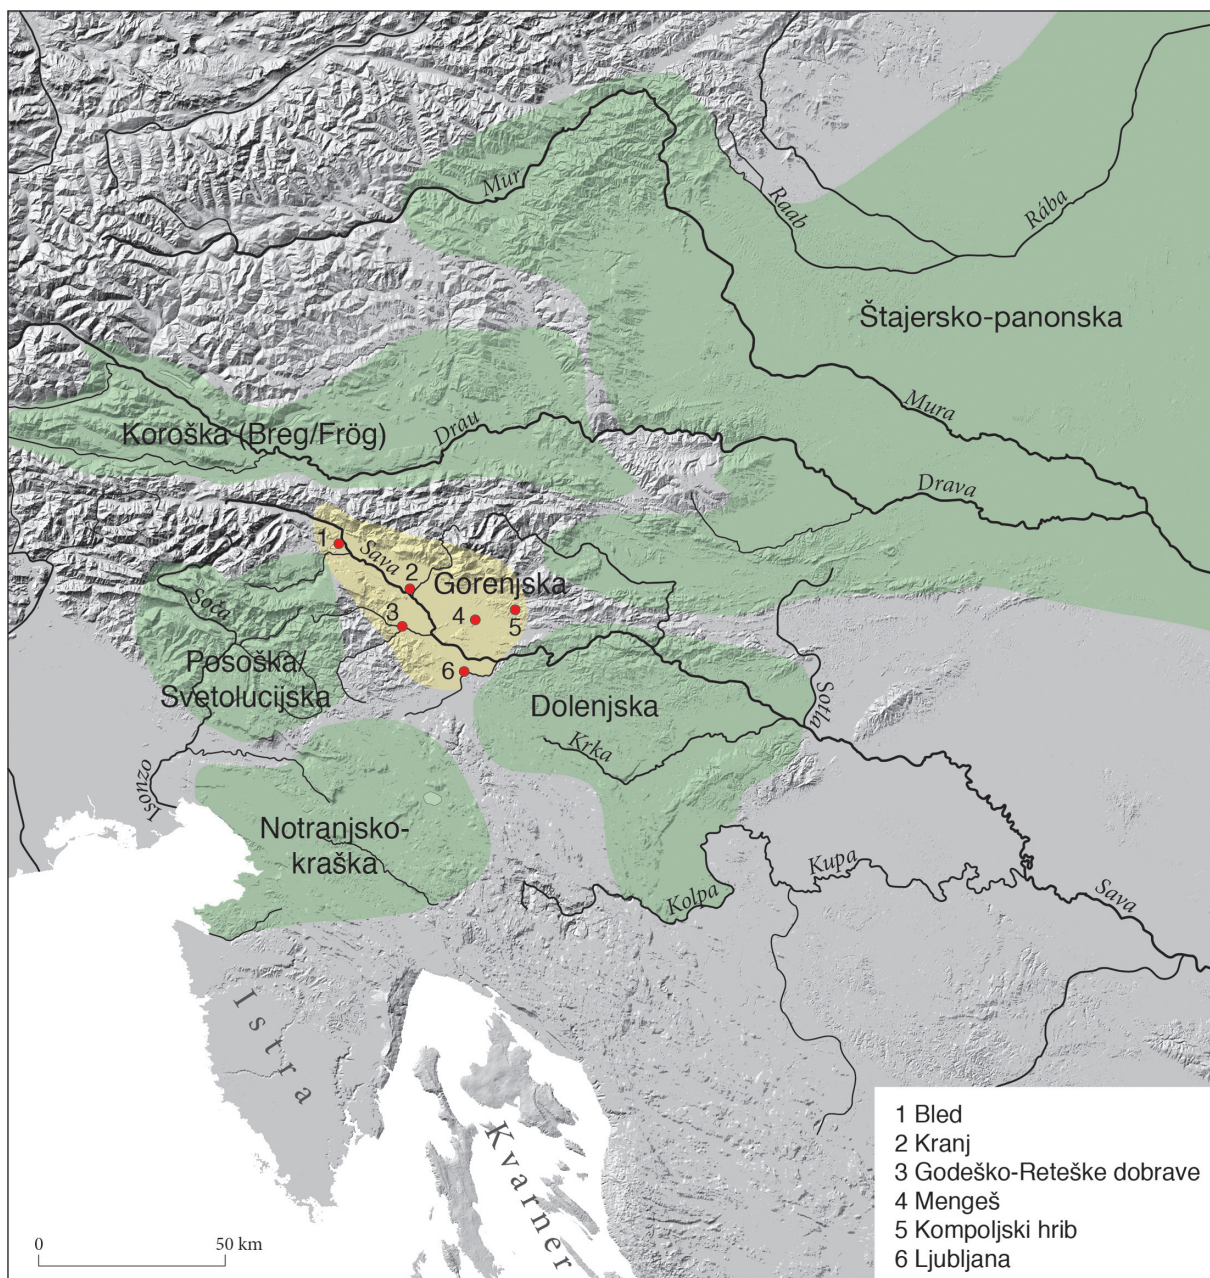 Mur
Raab
Rába
Štajersko-panonska
Mura
Koroška (Breg/Frög)
Drau
Drava
1
Sava
2
Gorenjska
Soča
3
4
5
Posoška/
Svetolucijska
6
Dolenjska
Sotla
Krka
Isonzo
Notranjsko-
kraška
Kupa
Kolpa
Sava
Istra
Kvarner
0 50 km
1 Bled
2 Kranj
3 Godeško-Reteške dobrave
4 Mengeš
5 Kompoljski hrib
6 Ljubljana